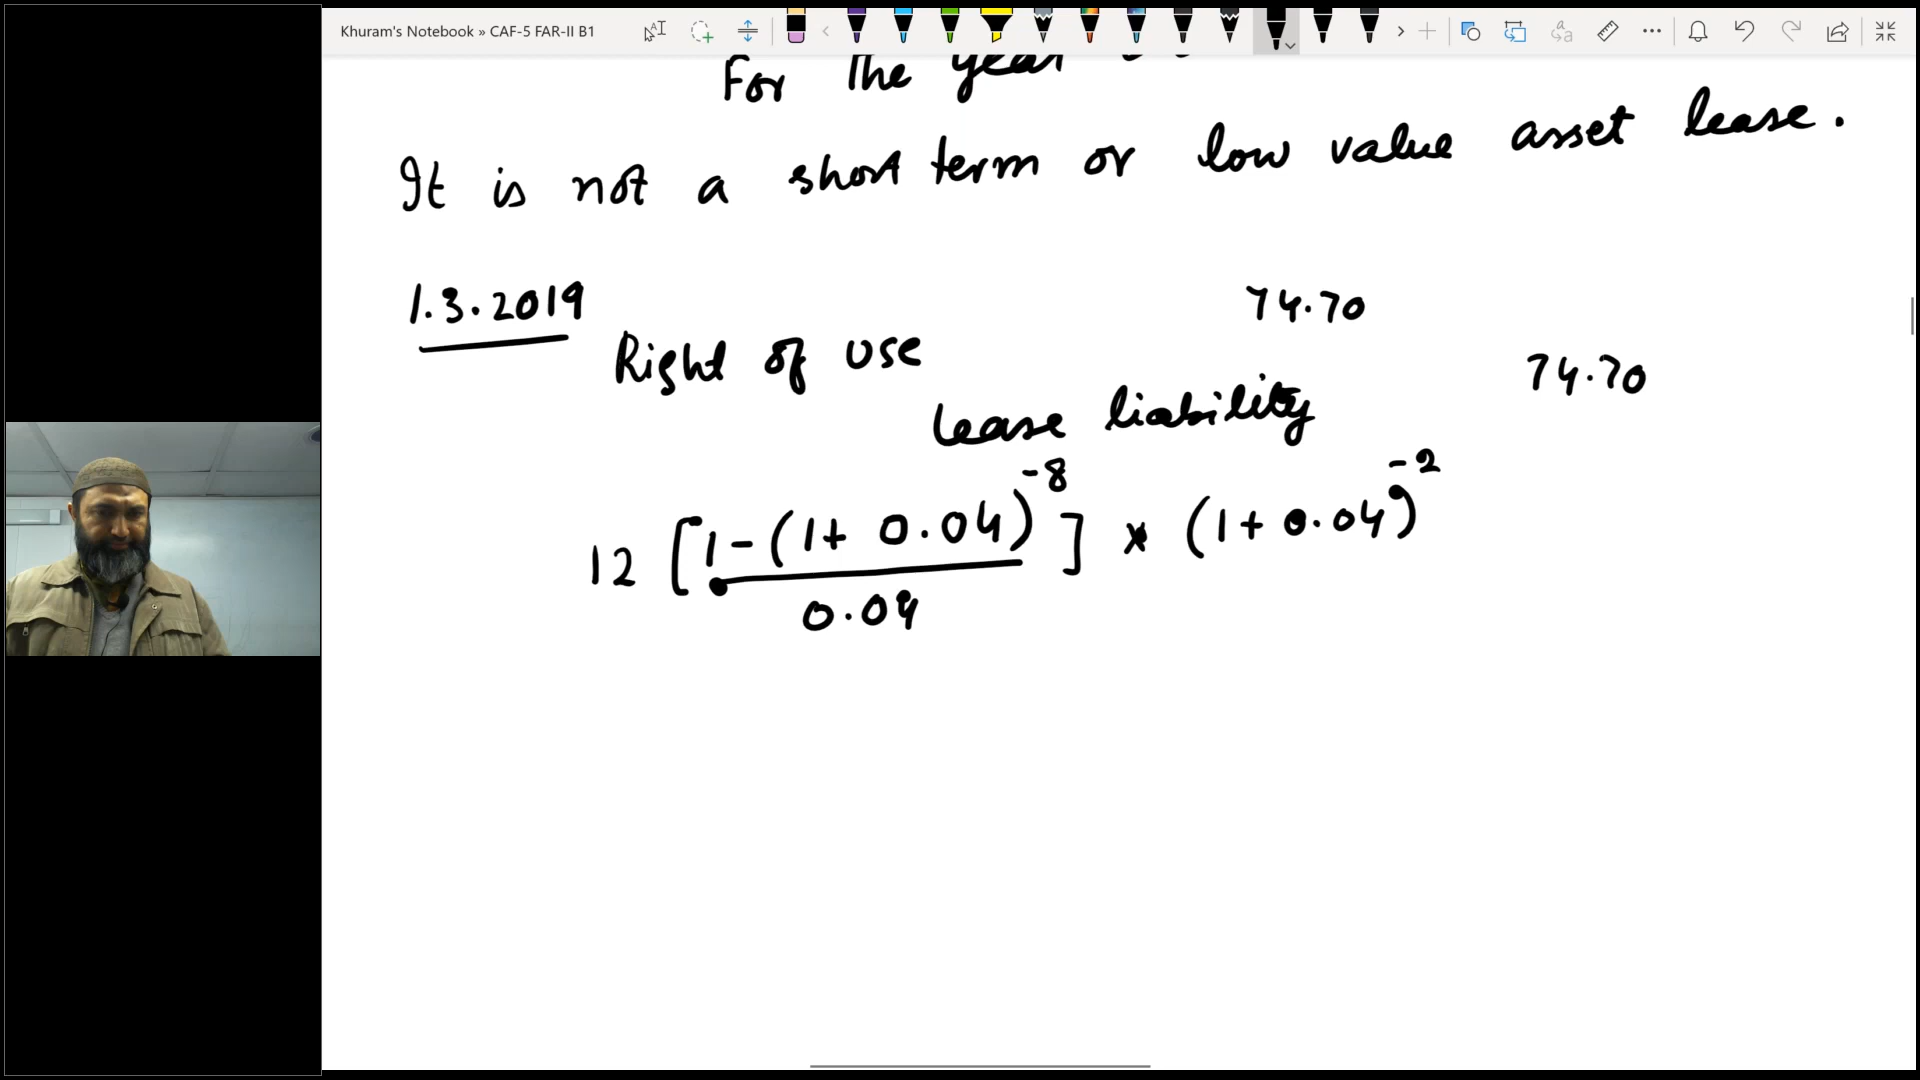 Khuram's Notebook » CAF-5 FAR-II B1
For the year
It is not a short term or low value asset lease.
1.3.2019
Right of use 74.70
Lease liability 74.70
12 [1-(1+ 0.04)^-8 / 0.04] × (1+0.04)^-2